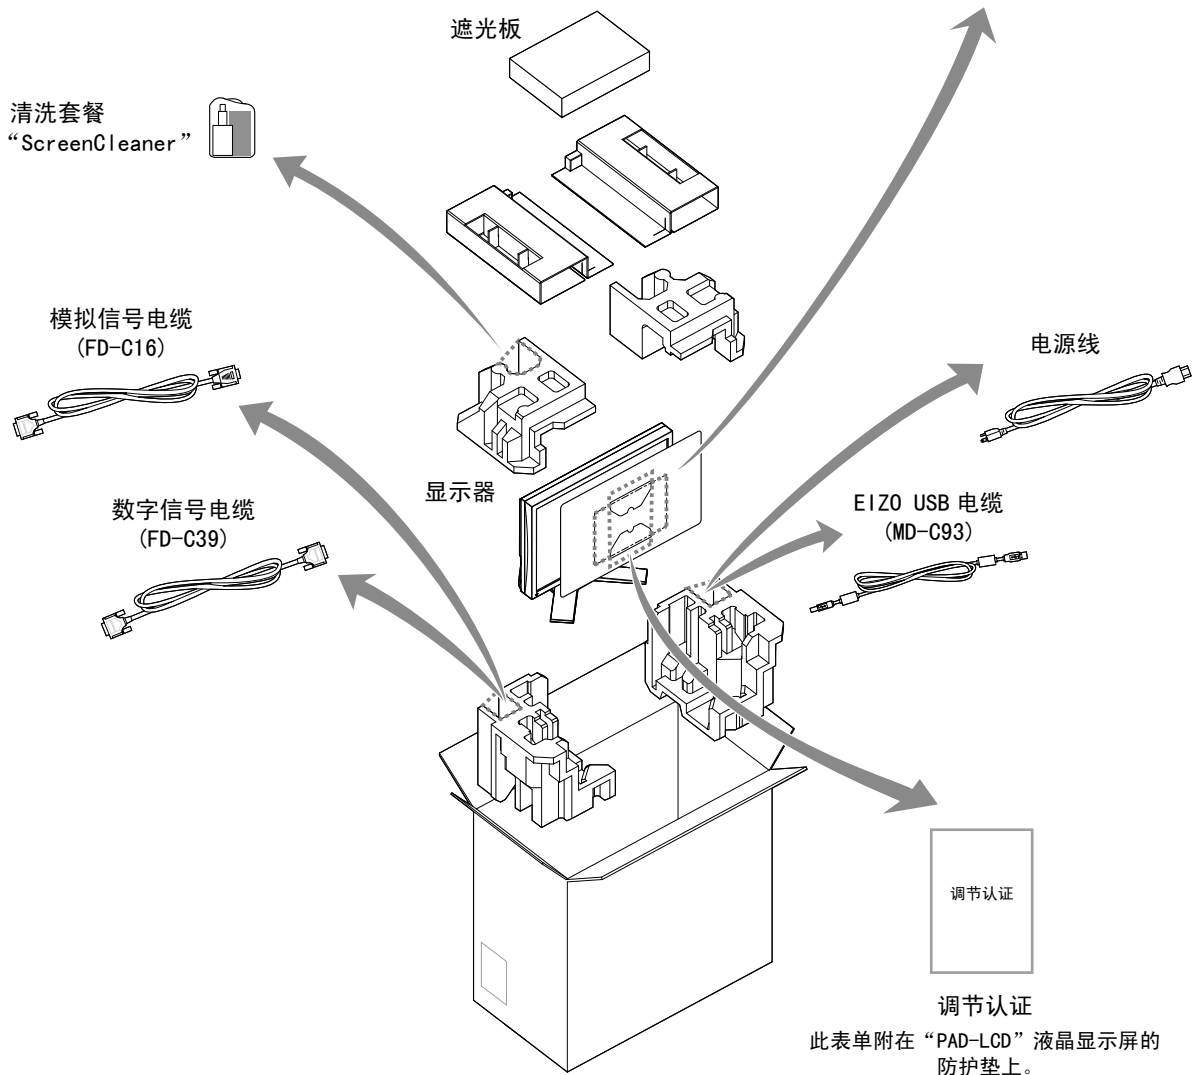 遮光板
清洗套餐
“ScreenCleaner”
模拟信号电缆
(FD-C16)
电源线
显示器
数字信号电缆
(FD-C39)
EIZO USB 电缆
(MD-C93)
调节认证
调节认证
此表单附在“PAD-LCD”液晶显示屏的
防护垫上。